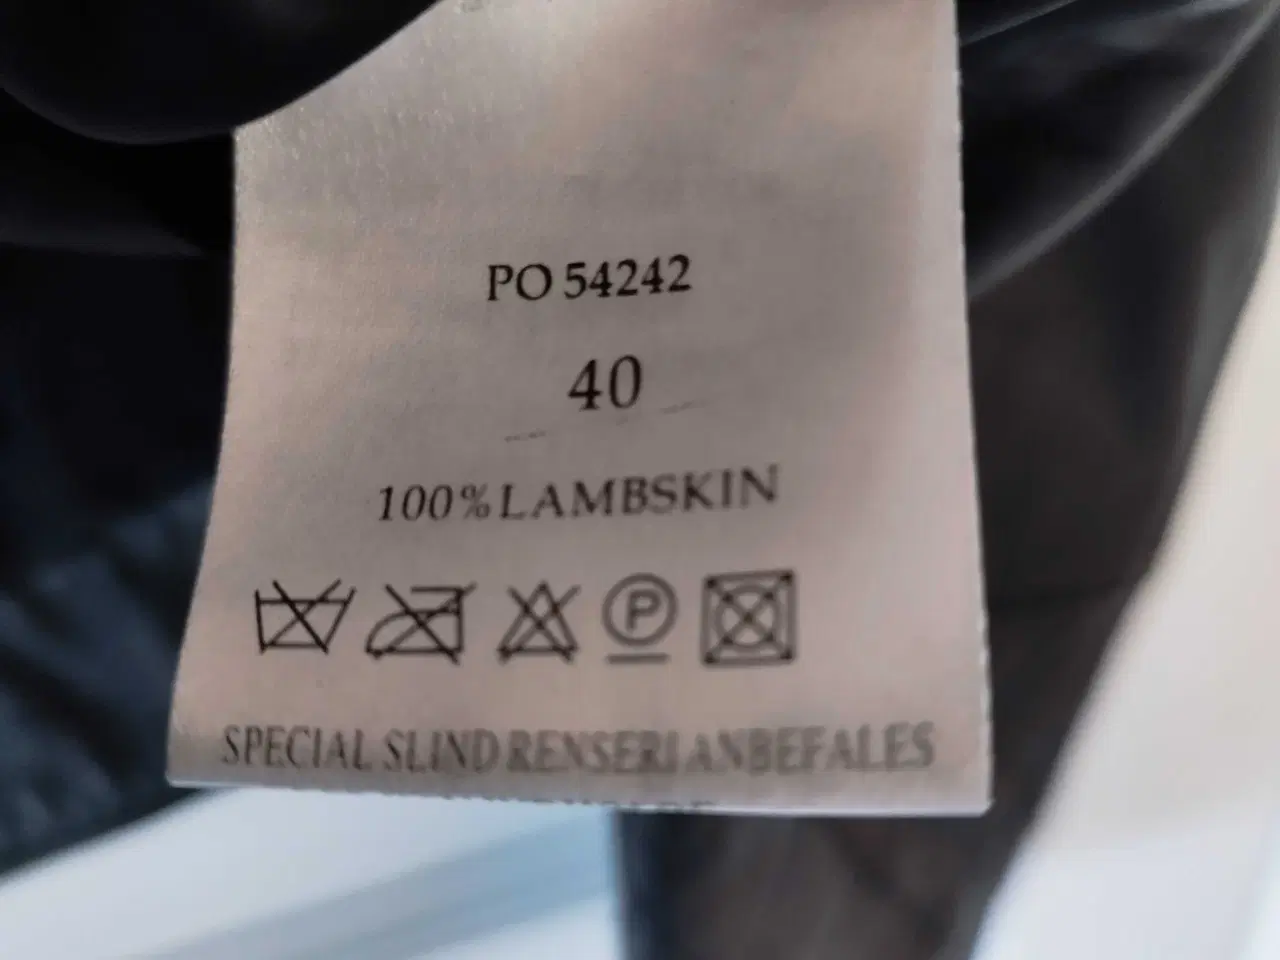 PO 54242
40
100% LAMBSKIN
P
SPECIAL SLIND RENSERI ANBEFALES